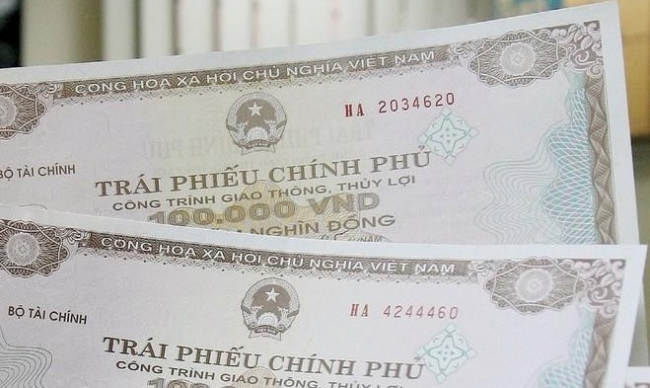 CỘNG HÒA XÃ HỘI CHỦ NGHĨA VIỆT NAM
HA 2034620
BỘ TÀI CHÍNH
TRÁI PHIẾU CHÍNH PHỦ
CÔNG TRÌNH GIAO THÔNG, THỦY LỢI
100.000 VND
NGHÌN ĐỒNG
NAM
CỘNG HÒA XÃ HỘI CHỦ NGHĨA VIỆT NAM
HA 4244460
BỘ TÀI CHÍNH
TRÁI PHIẾU CHÍNH PHỦ
CÔNG TRÌNH GIAO THÔNG, THỦY LỢI